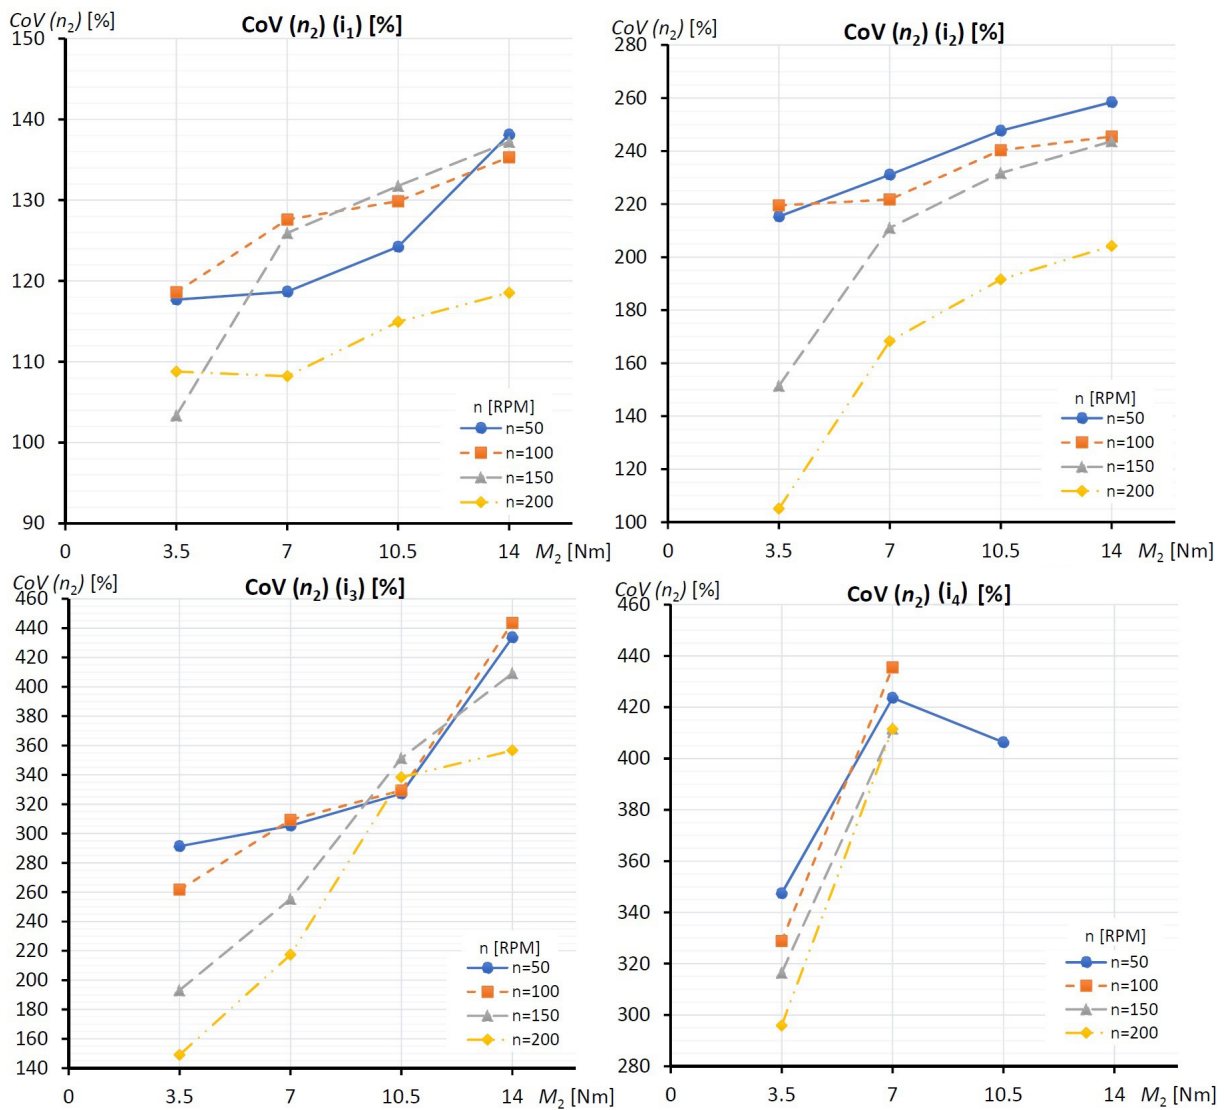 CoV (n₂) [%]
CoV (n₂) (i₁) [%]
150
140
130
120
110
100
90
n [RPM]
n=50
n=100
n=150
n=200
0 3.5 7 10.5 14 M₂ [Nm]
CoV (n₂) [%]
CoV (n₂) (i₂) [%]
280
260
240
220
200
180
160
140
120
100
n [RPM]
n=50
n=100
n=150
n=200
0 3.5 7 10.5 14 M₂ [Nm]
CoV (n₂) [%]
CoV (n₂) (i₃) [%]
460
440
420
400
380
360
340
320
300
280
260
240
220
200
180
160
140
n [RPM]
n=50
n=100
n=150
n=200
0 3.5 7 10.5 14 M₂ [Nm]
CoV (n₂) [%]
CoV (n₂) (i₄) [%]
460
440
420
400
380
360
340
320
300
280
n [RPM]
n=50
n=100
n=150
n=200
0 3.5 7 10.5 14 M₂ [Nm]